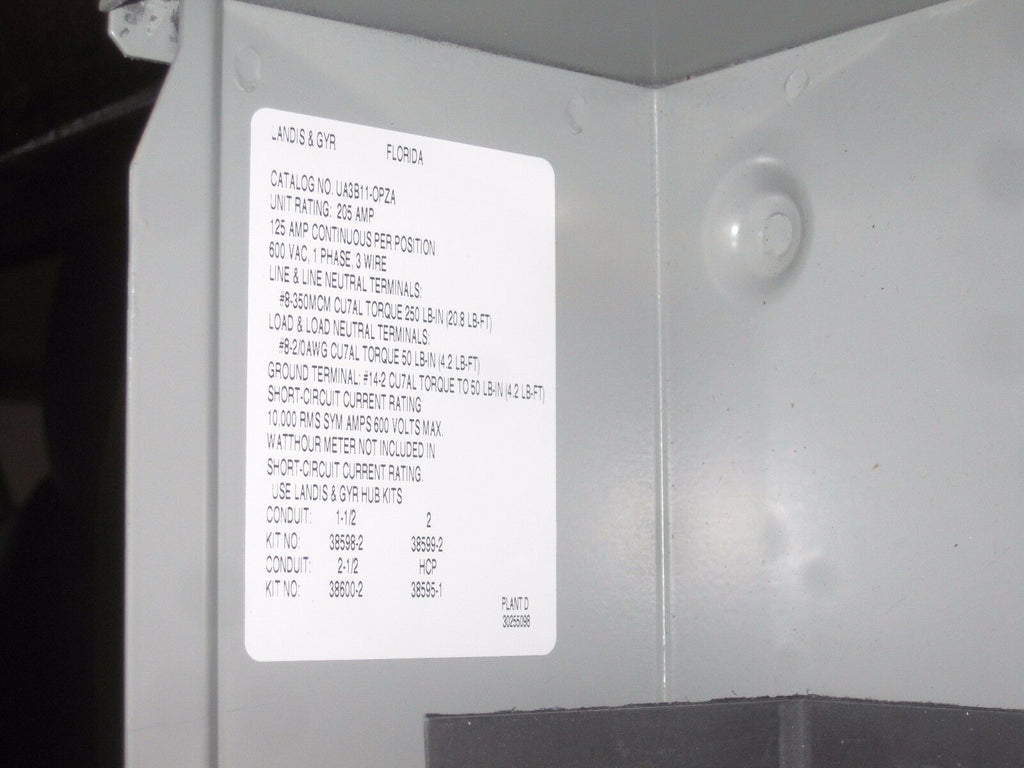 LANDIS & GYR FLORIDA
CATALOG NO. UA3B11-OPZA
UNIT RATING: 205 AMP
125 AMP CONTINUOUS PER POSITION
600 VAC, 1 PHASE, 3 WIRE
LINE & LINE NEUTRAL TERMINALS:
#8-350MCM CU7AL TORQUE 250 LB-IN (20.8 LB-FT)
LOAD & LOAD NEUTRAL TERMINALS:
#8-2/0AWG CU7AL TORQUE 50 LB-IN (4.2 LB-FT)
GROUND TERMINAL: #14-2 CU7AL TORQUE TO 50 LB-IN (4.2 LB-FT)
SHORT-CIRCUIT CURRENT RATING
10,000 RMS SYM AMPS 600 VOLTS MAX.
WATTHOUR METER NOT INCLUDED IN
SHORT-CIRCUIT CURRENT RATING.
USE LANDIS & GYR HUB KITS
CONDUIT: 1-1/2 2
KIT NO: 38598-2 38599-2
CONDUIT: 2-1/2 HCP
KIT NO: 38600-2 38595-1
PLANT D
30255098